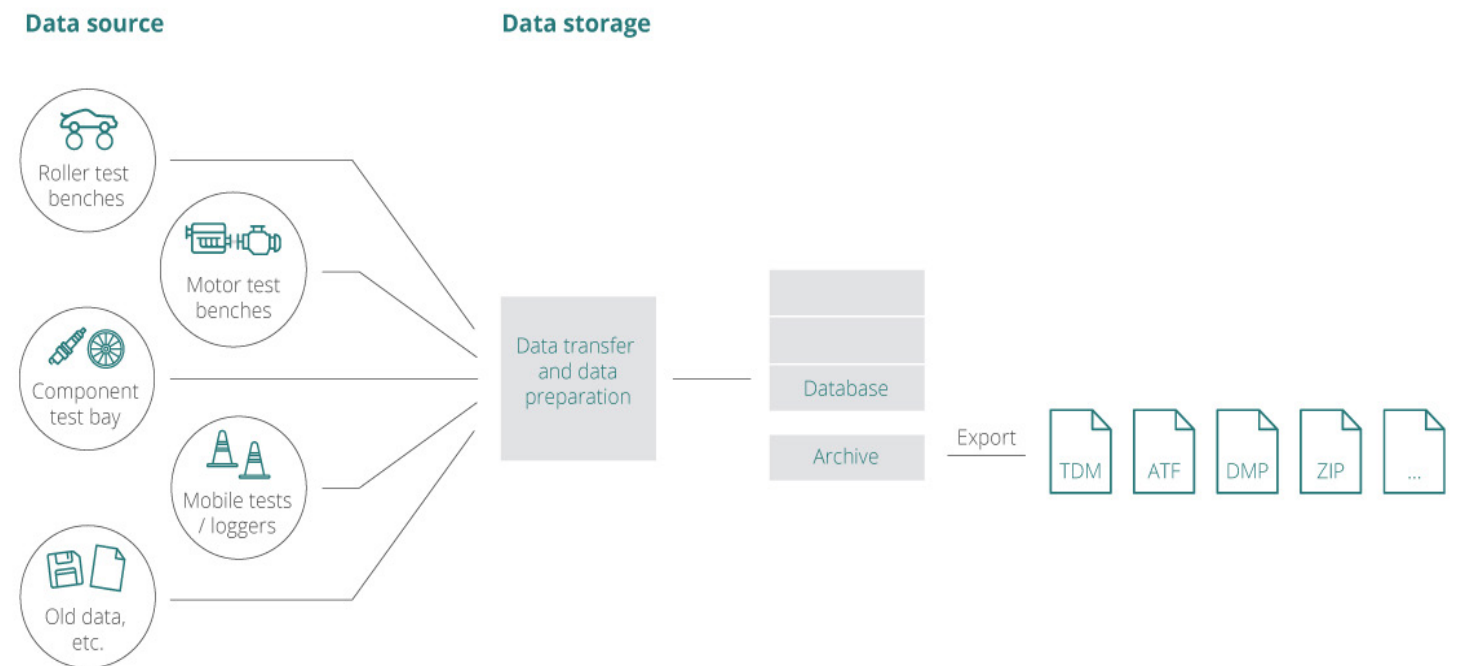 Data source
Data storage
Roller test
benches
Motor test
benches
Component
test bay
Mobile tests
/ loggers
Old data,
etc.
Data transfer
and data
preparation
Database
Archive
Export
TDM
ATF
DMP
ZIP
...